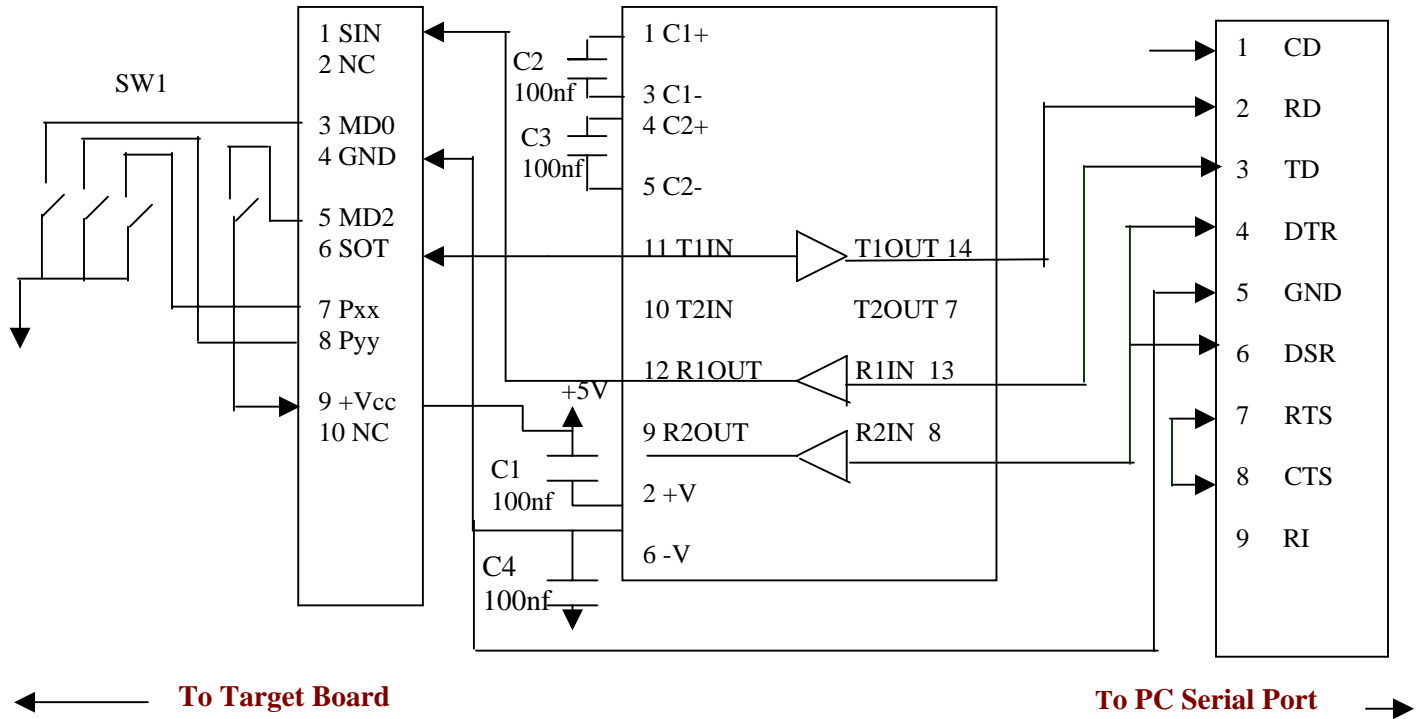 SW1
1 SIN
2 NC
3 MD0
4 GND
5 MD2
6 SOT
7 Pxx
8 Pyy
9 +Vcc
10 NC
C2
100nf
C3
100nf
+5V
C1
100nf
C4
100nf
1 C1+
3 C1-
4 C2+
5 C2-
11 T1IN
T1OUT 14
10 T2IN
T2OUT 7
12 R1OUT
R1IN 13
9 R2OUT
R2IN 8
2 +V
6 -V
1 CD
2 RD
3 TD
4 DTR
5 GND
6 DSR
7 RTS
8 CTS
9 RI
To Target Board
To PC Serial Port